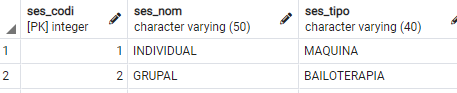 ses_codi ses_nom ses_tipo
[PK] integer character varying (50) character varying (40)
1 1 INDIVIDUAL MAQUINA
2 2 GRUPAL BAILOTERAPIA